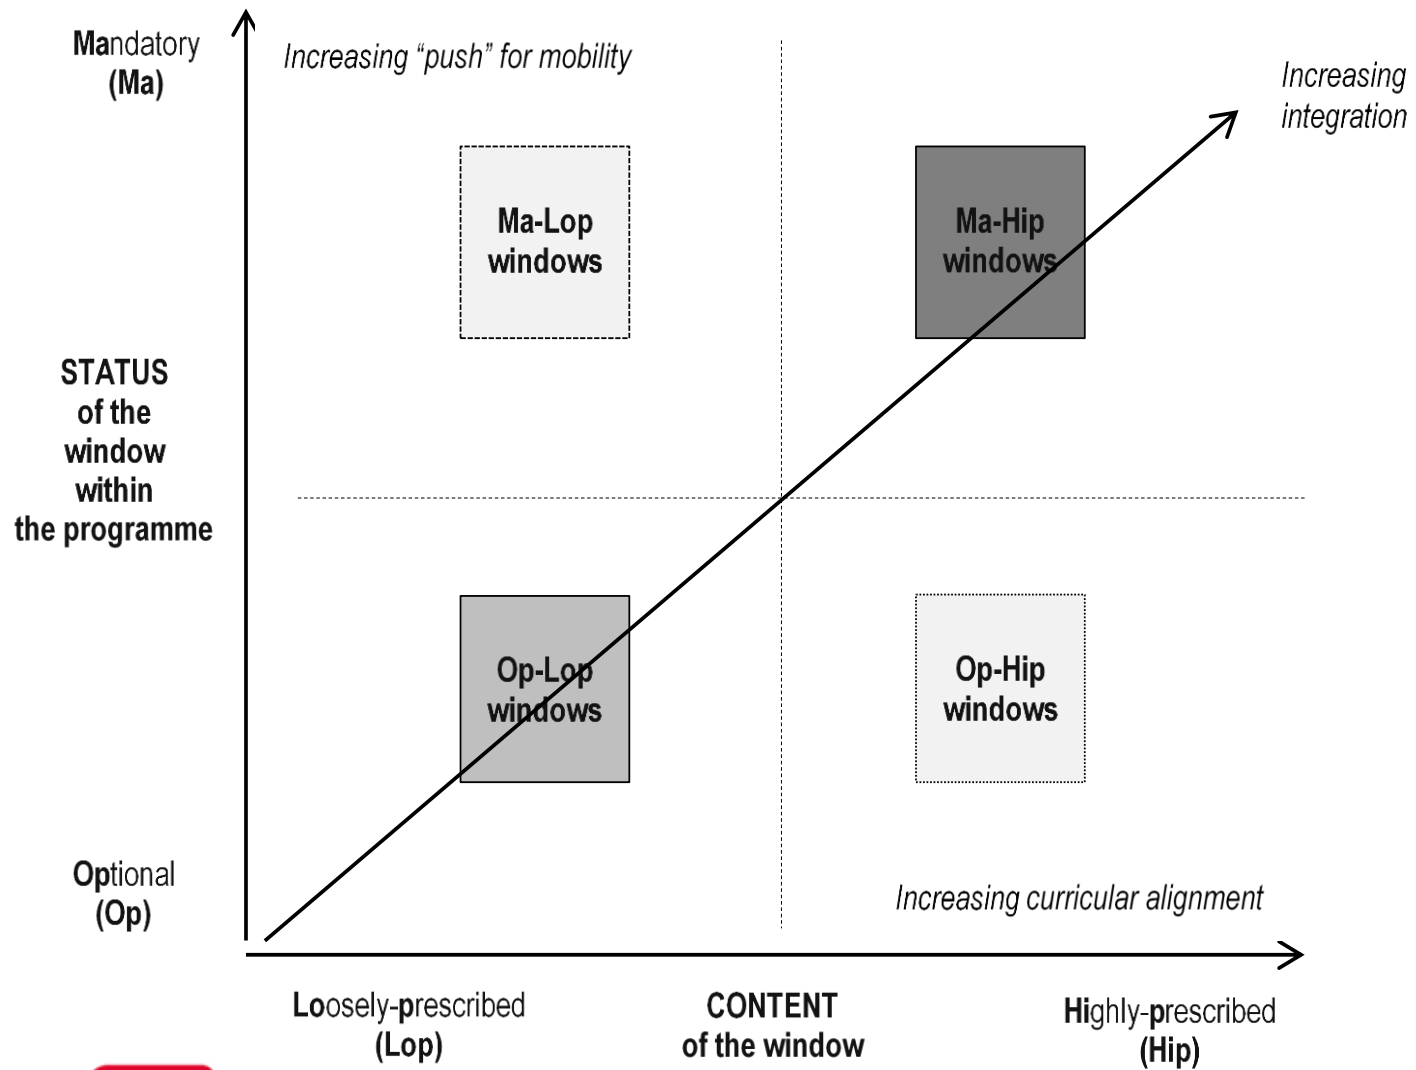 Mandatory
(Ma)
Increasing “push” for mobility
Increasing
integration
Ma-Lop
windows
Ma-Hip
windows
STATUS
of the
window
within
the programme
Op-Lop
windows
Op-Hip
windows
Optional
(Op)
Increasing curricular alignment
Loosely-prescribed
(Lop)
CONTENT
of the window
Highly-prescribed
(Hip)